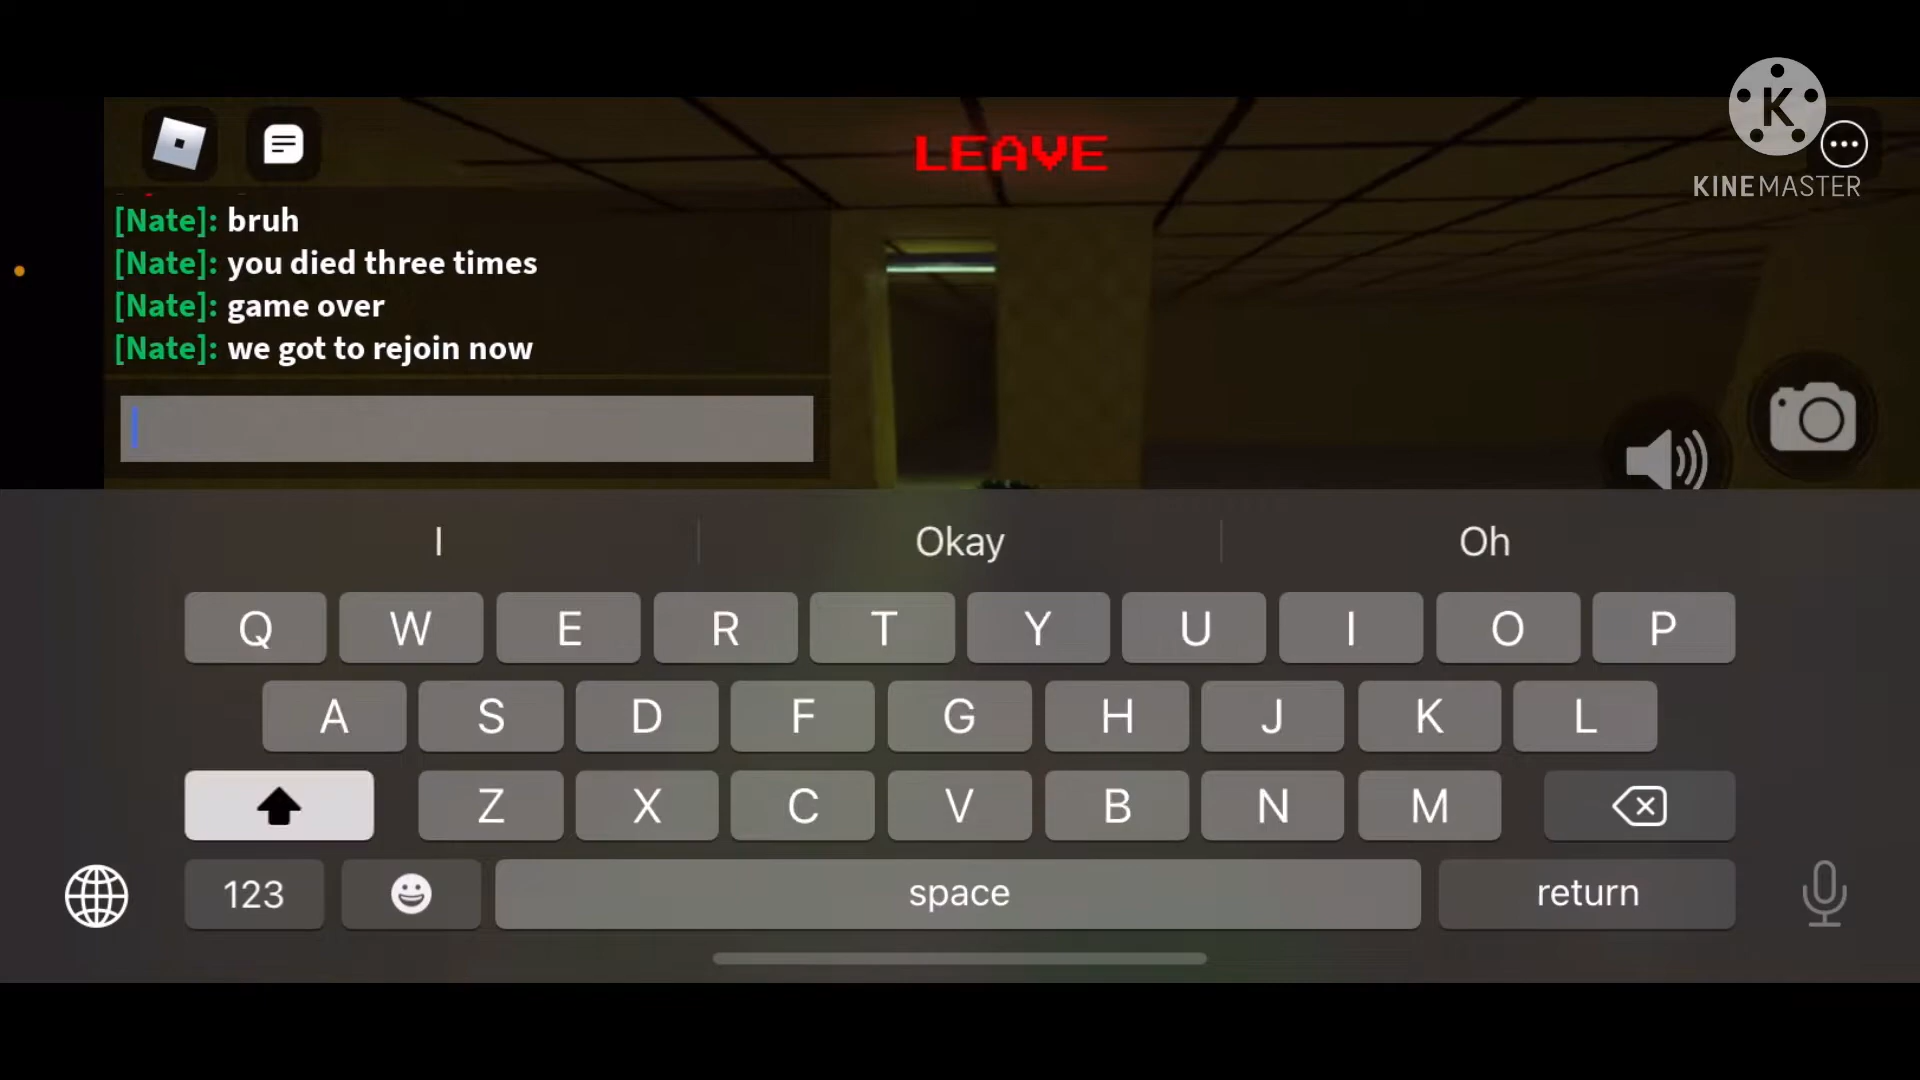 LEAVE
K
KINEMASTER
[Nate]: bruh
[Nate]: you died three times
[Nate]: game over
[Nate]: we got to rejoin now
I Okay Oh
Q W E R T Y U I O P
A S D F G H J K L
Z X C V B N M
123 space return